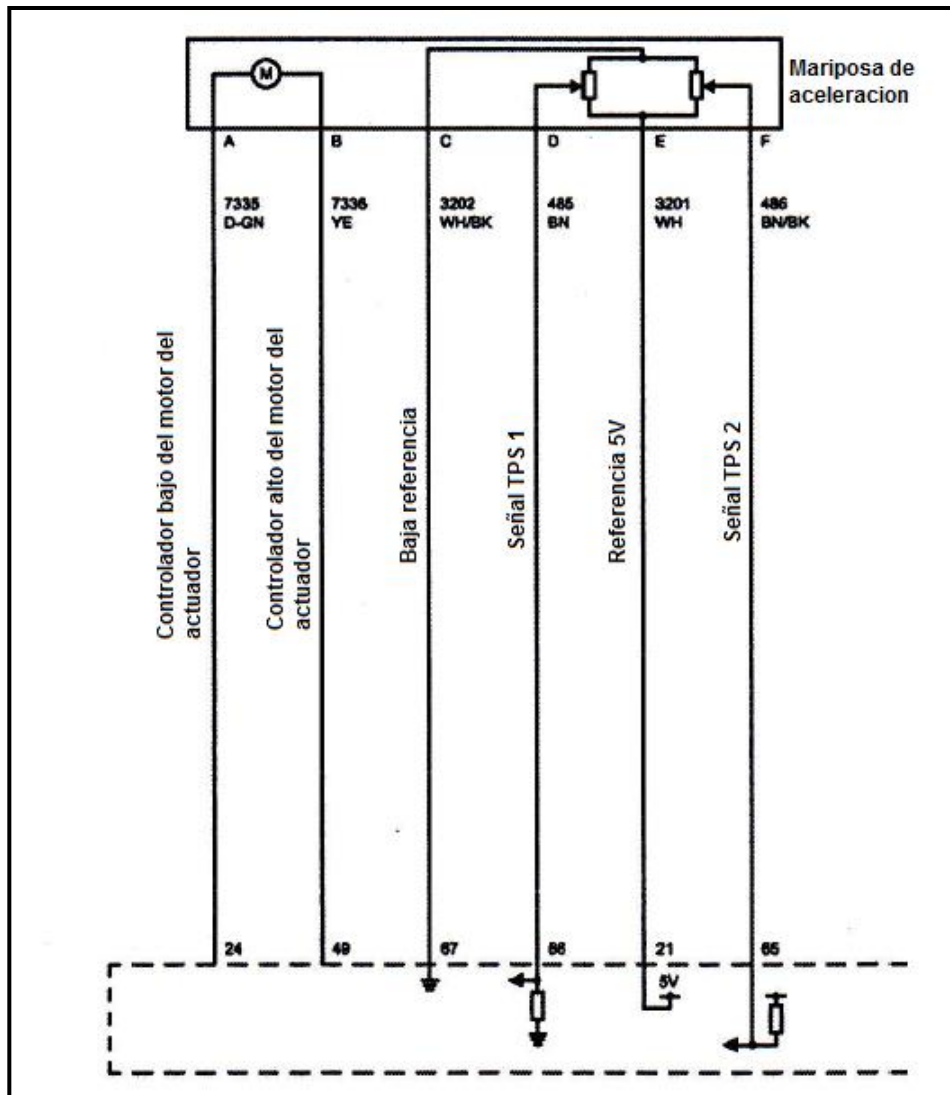 Mariposa de
aceleracion
M
A B C D E F
7335 7336 3202 485 3201 486
D-GN YE WH/BK BN WH BN/BK
Controlador bajo del motor del
actuador
Controlador alto del motor del
actuador
Baja referencia
Señal TPS 1
Referencia 5V
Señal TPS 2
24 49 67 66 21 65
5V